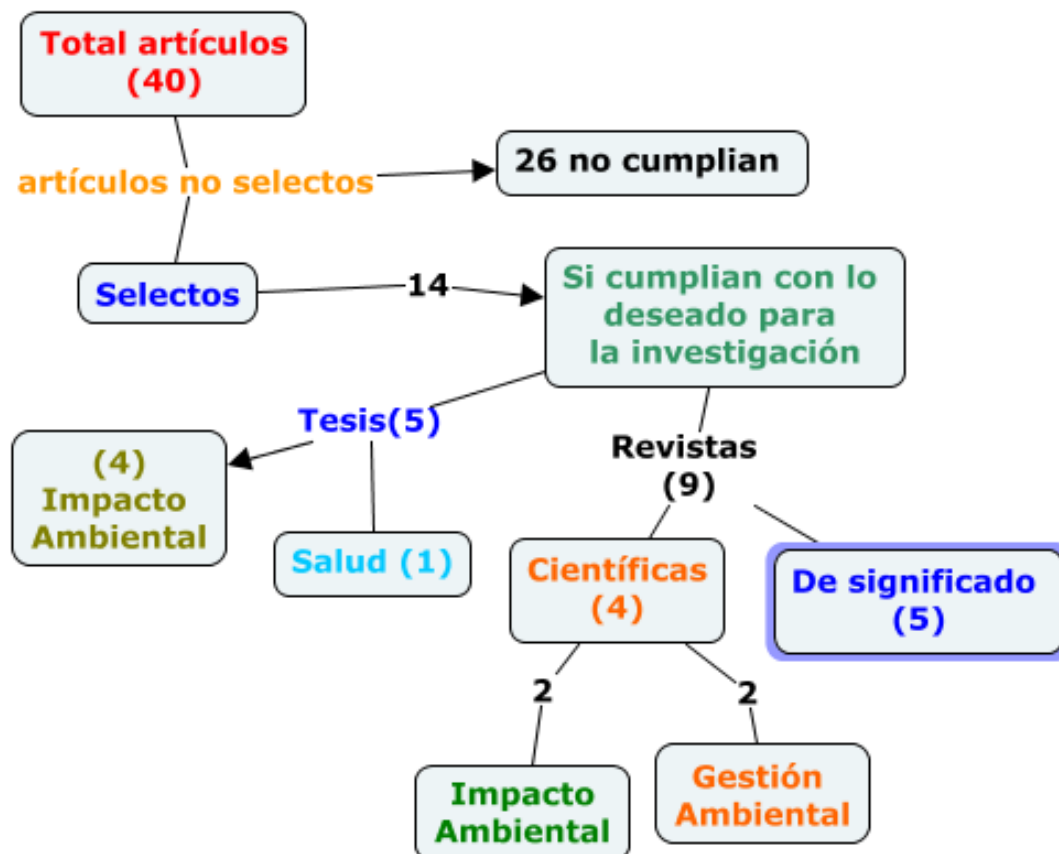 Total artículos
(40)
artículos no selectos
26 no cumplian
Selectos
14
Si cumplian con lo
deseado para
la investigación
Tesis(5)
Revistas
(9)
(4)
Impacto
Ambiental
Salud (1)
Científicas
(4)
De significado
(5)
2
2
Impacto
Ambiental
Gestión
Ambiental